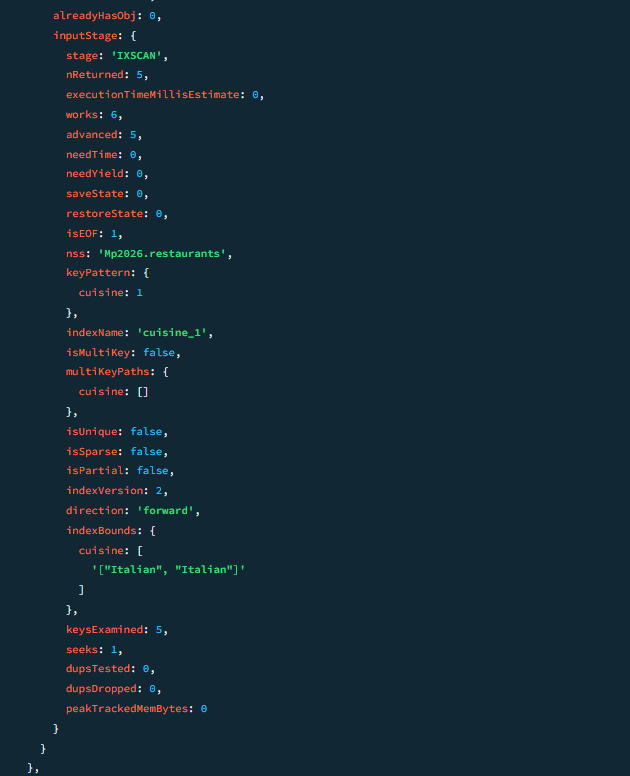 alreadyHasObj: 0,
inputStage: {
stage: 'IXSCAN',
nReturned: 5,
executionTimeMillisEstimate: 0,
works: 6,
advanced: 5,
needTime: 0,
needYield: 0,
saveState: 0,
restoreState: 0,
isEOF: 1,
nss: 'Mp2026.restaurants',
keyPattern: {
cuisine: 1
},
indexName: 'cuisine_1',
isMultiKey: false,
multiKeyPaths: {
cuisine: []
},
isUnique: false,
isSparse: false,
isPartial: false,
indexVersion: 2,
direction: 'forward',
indexBounds: {
cuisine: [
'["Italian", "Italian"]'
]
},
keysExamined: 5,
seeks: 1,
dupsTested: 0,
dupsDropped: 0,
peakTrackedMemBytes: 0
}
}
},